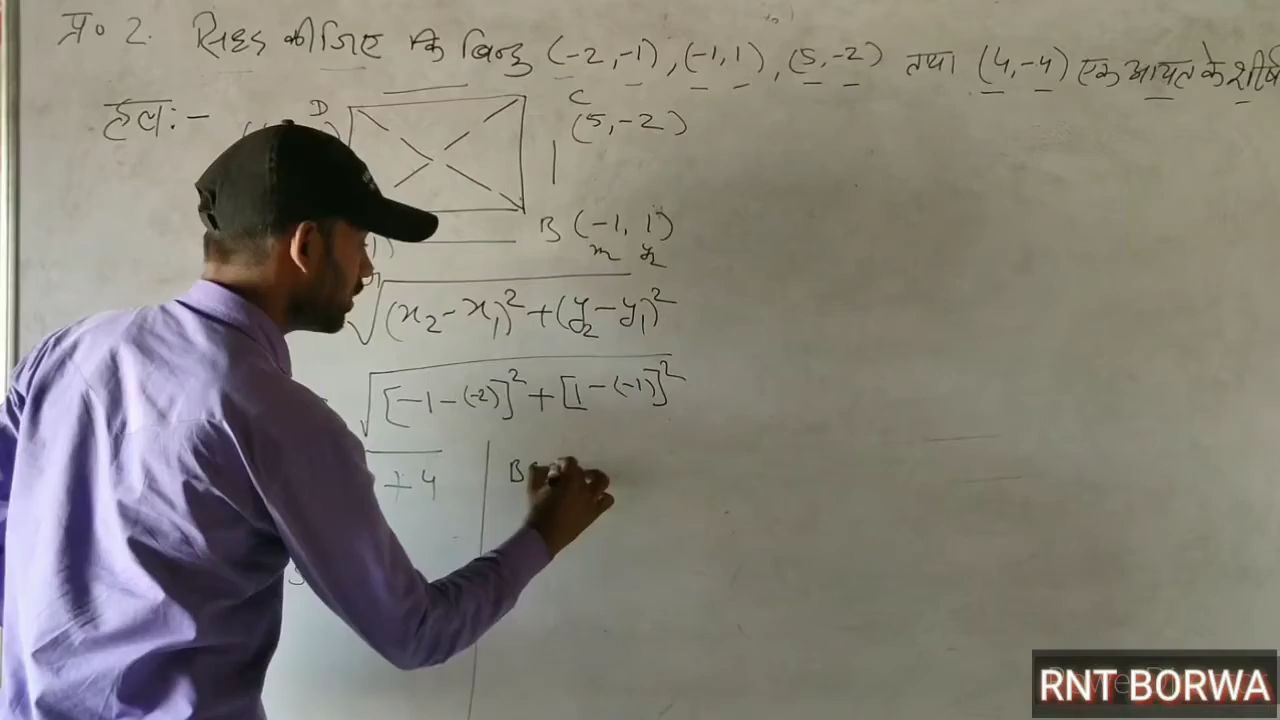 प्र० 2. सिद्ध कीजिए कि बिन्दु (-2,-1), (-1,1), (5,-2) तथा (4,-4) एक आयत के शीर्ष
हल:- D C
(5,-2)
B (-1, 1)
x₂ y₂
√(x₂-x₁)²+(y₂-y₁)²
√[-1-(-2)]²+[1-(-1)]²
+4 B
RNT BORWA